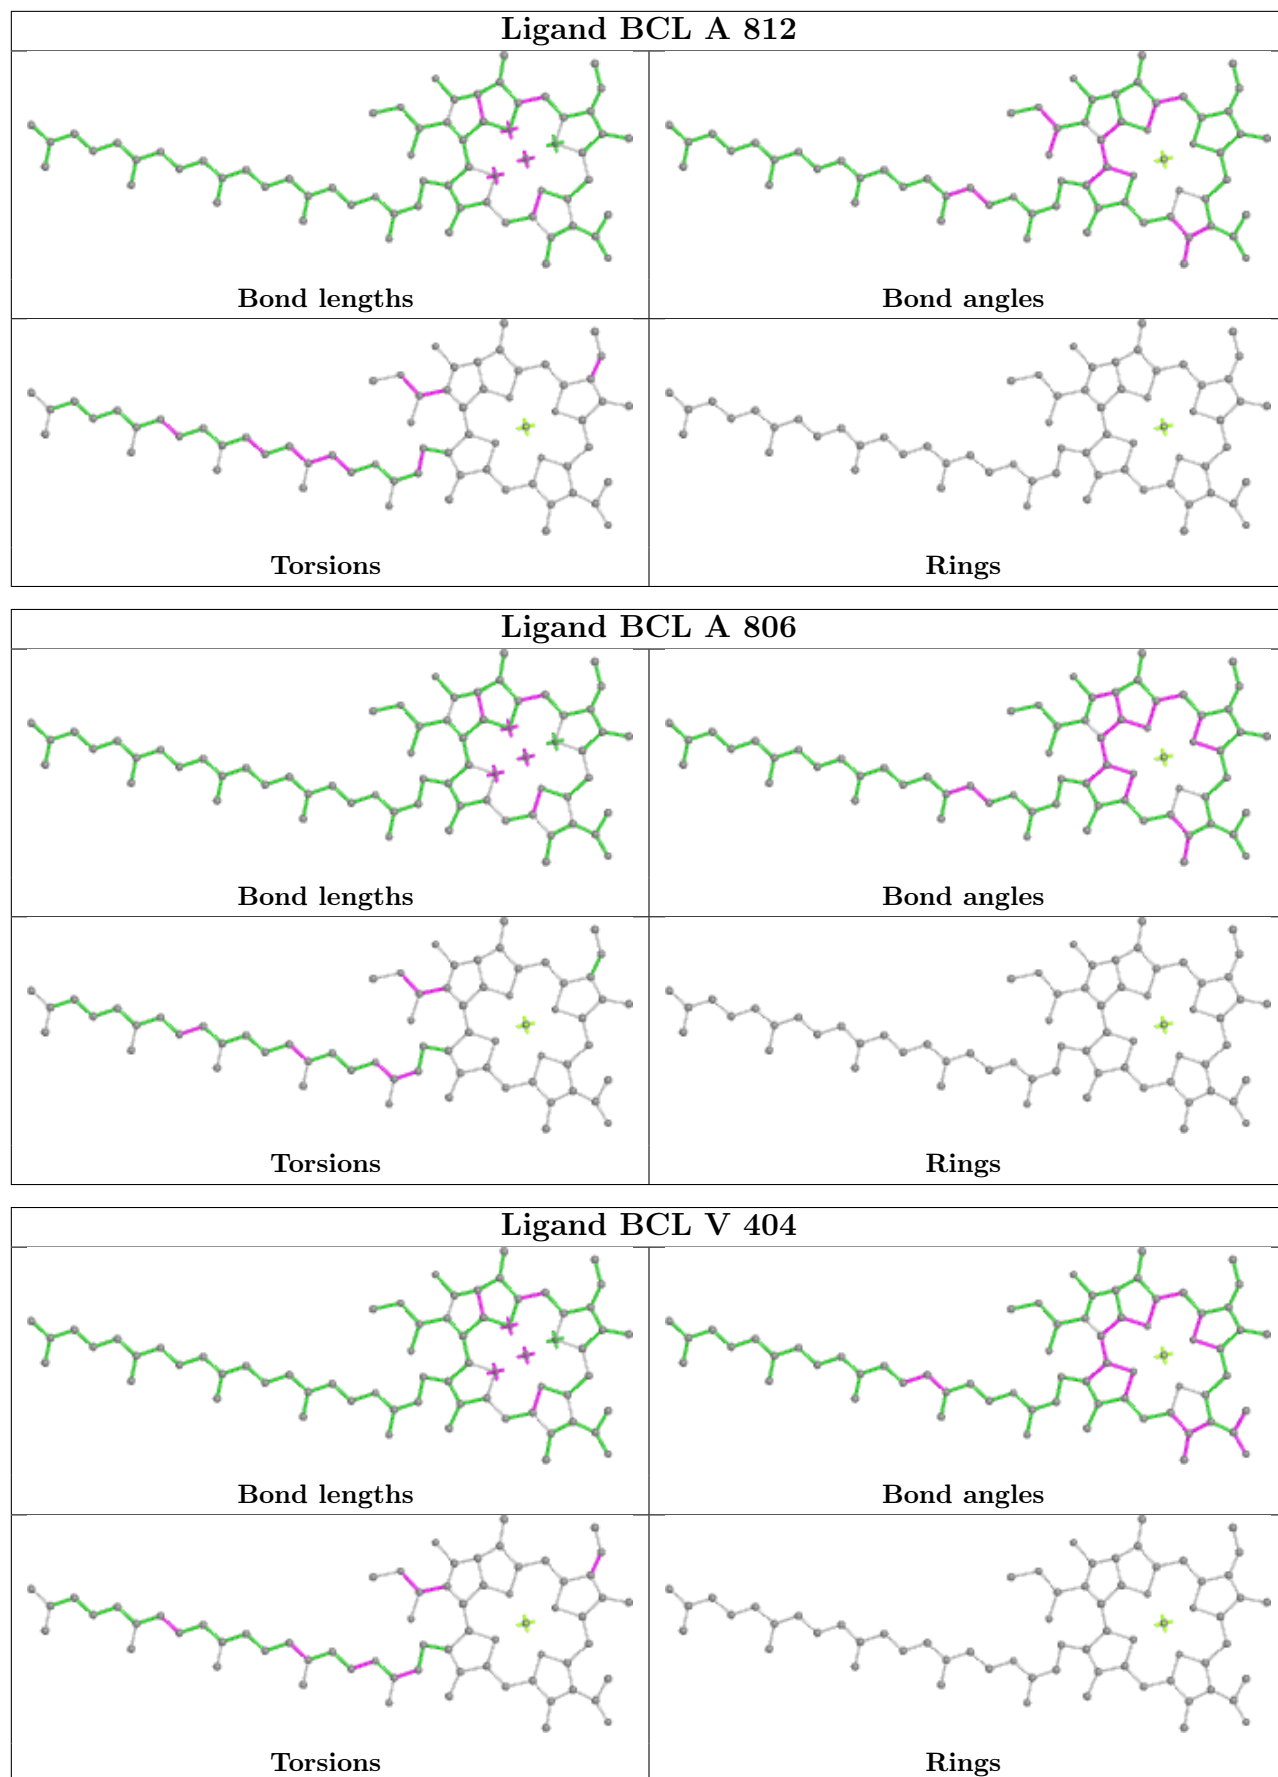 Ligand BCL A 812
Bond lengths
Bond angles
Torsions
Rings
Ligand BCL A 806
Bond lengths
Bond angles
Torsions
Rings
Ligand BCL V 404
Bond lengths
Bond angles
Torsions
Rings